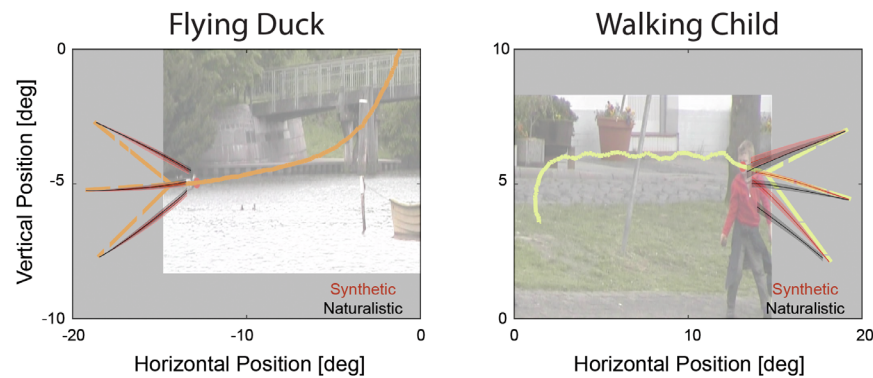 Flying Duck
Walking Child
0
-5
-10
Vertical Position [deg]
-20
-10
0
Horizontal Position [deg]
Synthetic
Naturalistic
10
5
0
0
10
20
Horizontal Position [deg]
Synthetic
Naturalistic